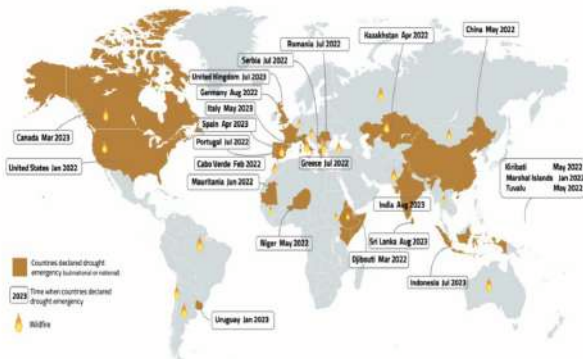 Romania Jul 2022
Kazakhstan Apr 2022
China May 2022
Serbia Jul 2022
United Kingdom Jul 2023
Germany Aug 2022
Italy May 2023
Spain Apr 2023
Portugal Jul 2022
Canada Mar 2023
United States Jan 2022
Cabo Verde Feb 2022
Greece Jul 2022
Mauritania Jun 2022
Kiribati May 2022
Marshal Islands Jan 2022
Tuvalu May 2022
India Aug 2023
Niger May 2022
Sri Lanka Aug 2023
Djibouti Mar 2022
Indonesia Jul 2023
Uruguay Jan 2023
Countries declared drought
emergency (subnational or national)
2023 Time when countries declared
drought emergency
Wildfire